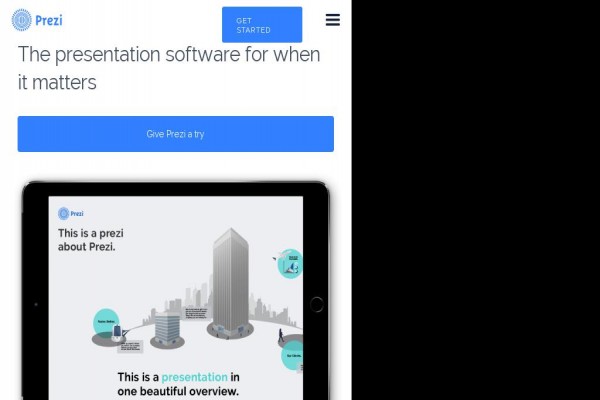 Prezi
GET
STARTED
The presentation software for when
it matters
Give Prezi a try
Prezi
This is a prezi
about Prezi.
This is a presentation in
one beautiful overview.